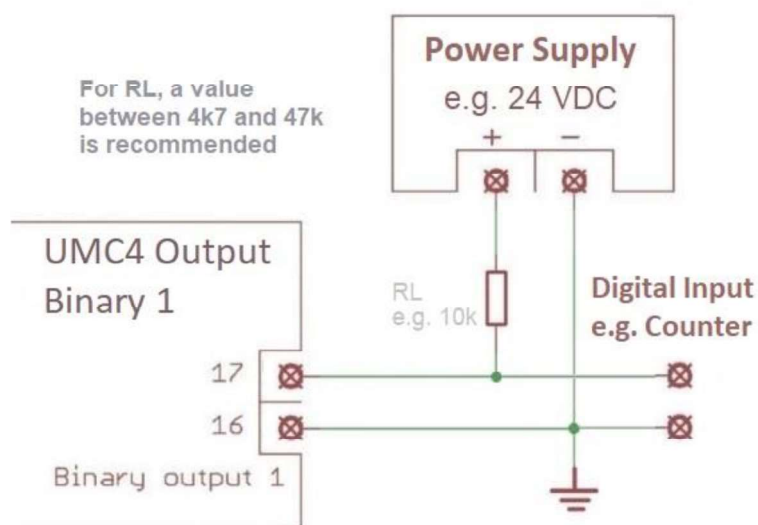 Power Supply
e.g. 24 VDC
+ −
For RL, a value
between 4k7 and 47k
is recommended
UMC4 Output
Binary 1
RL
e.g. 10k
Digital Input
e.g. Counter
17
16
Binary output 1